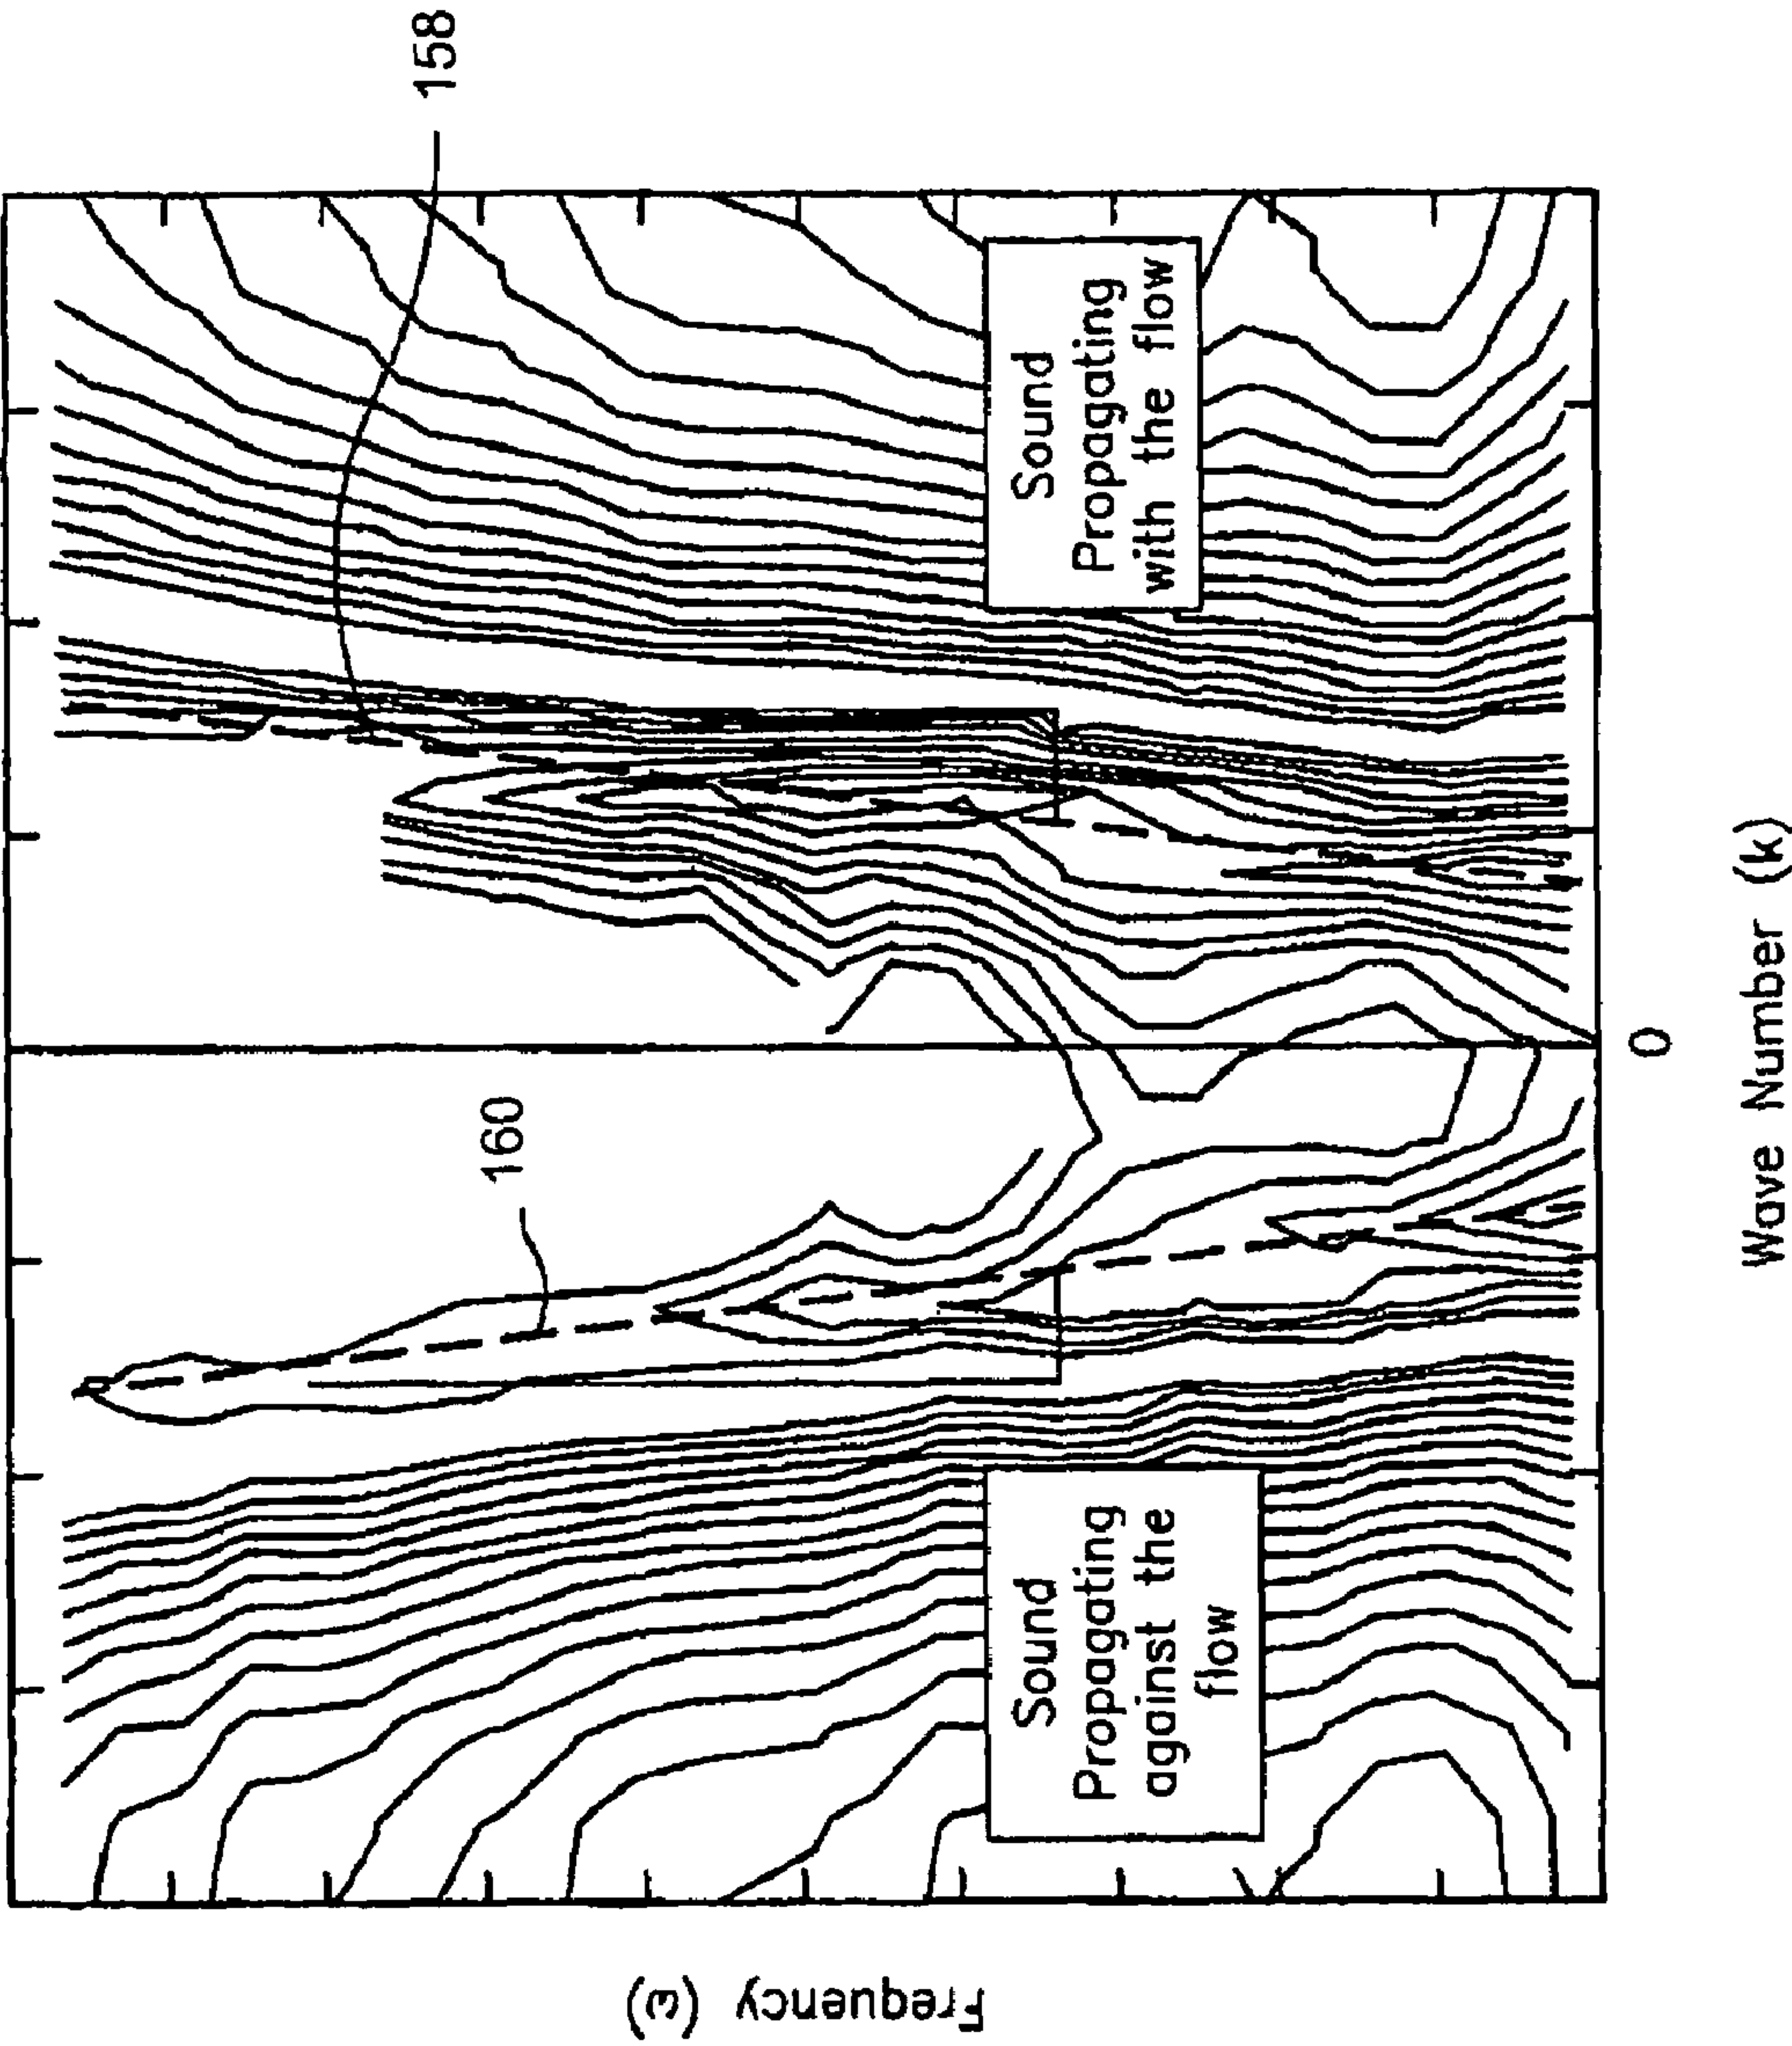 158
160
Sound
Propagating
with the flow
Sound
Propagating
against the
flow
Frequency (ω)
0
Wave Number (k)